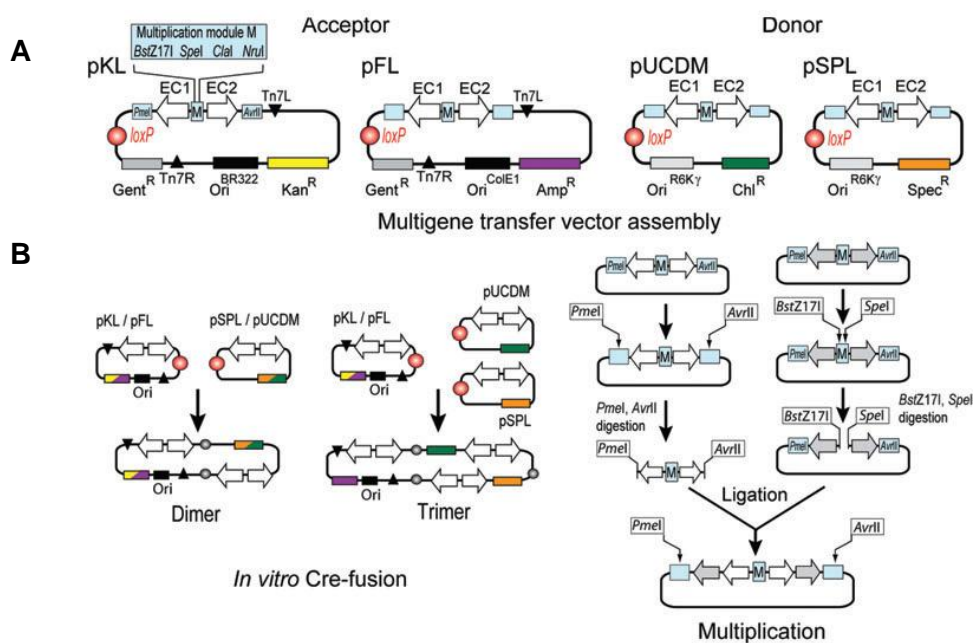 A
Multiplication module M
BstZ17I SpeI ClaI NruI
Acceptor
Donor
pKL
EC1 EC2
Tn7L
PmeI
M
AvrII
loxP
GentR
Tn7R
OriBR322
KanR
pFL
EC1 EC2
Tn7L
M
loxP
GentR
Tn7R
OriColE1
AmpR
pUCDM
EC1 EC2
M
loxP
OriR6Kγ
ChlR
pSPL
EC1 EC2
M
loxP
OriR6Kγ
SpecR
Multigene transfer vector assembly
B
pKL / pFL
Ori
pSPL / pUCDM
Ori
Dimer
pKL / pFL
Ori
pUCDM
pSPL
Ori
Trimer
In vitro Cre-fusion
PmeI M AvrII
PmeI
AvrII
M
PmeI, AvrII
digestion
PmeI
AvrII
M
PmeI M AvrII
BstZ17I
SpeI
PmeI M AvrII
BstZ17I, SpeI
digestion
BstZ17I
SpeI
PmeI AvrII
Ligation
PmeI
AvrII
M
Multiplication